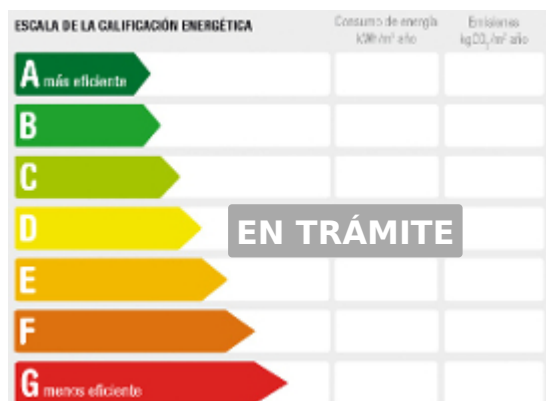 ESCALA DE LA CALIFICACIÓN ENERGÉTICA
Consumo de energía
kWh/m² año
Emisiones
kgCO₂/m² año
A más eficiente
B
C
D
EN TRÁMITE
E
F
G menos eficiente